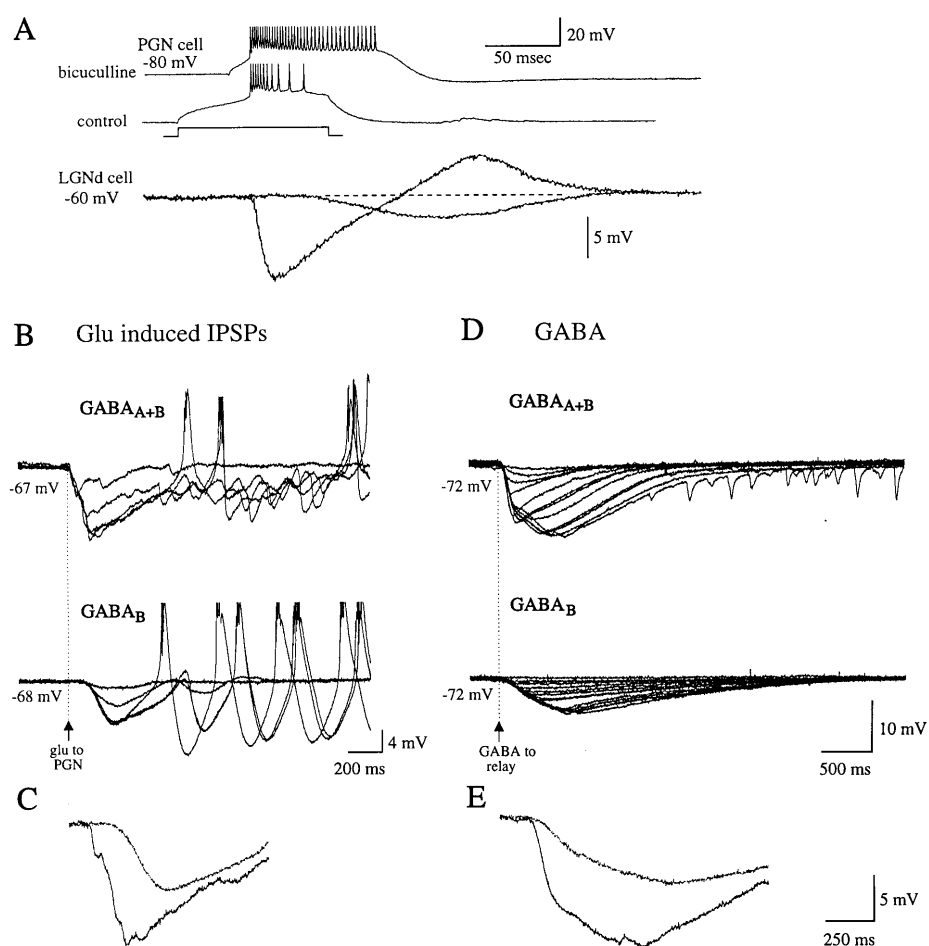 A
PGN cell
-80 mV
bicuculline
control
20 mV
50 msec
LGNd cell
-60 mV
5 mV
B Glu induced IPSPs
GABAA+B
-67 mV
GABAB
-68 mV
glu to
PGN
4 mV
200 ms
D GABA
GABAA+B
-72 mV
GABAB
-72 mV
GABA to
relay
10 mV
500 ms
C
E
5 mV
250 ms